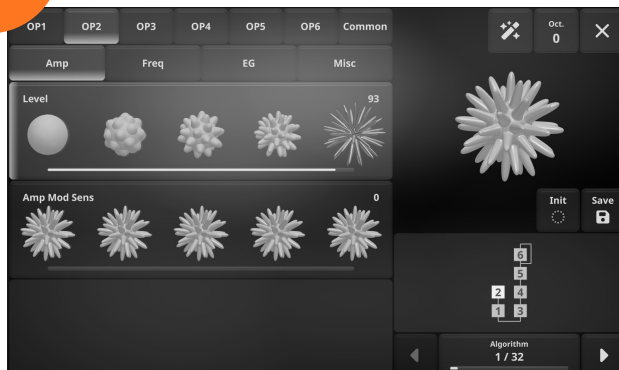 OP1 OP2 OP3 OP4 OP5 OP6 Common
Oct.
0
Amp Freq EG Misc
Level 93
Amp Mod Sens 0
Init Save
6
5
2 4
1 3
Algorithm
1 / 32